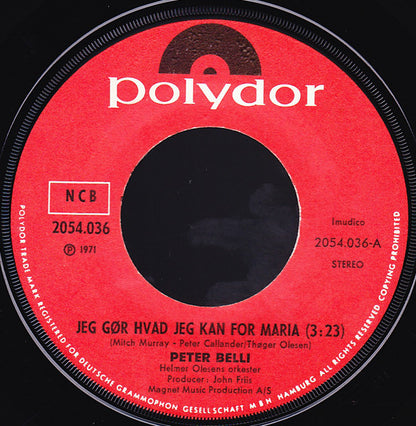 polydor
NCB
2054.036
Ⓟ 1971
Imudico
2054.036-A
STEREO
JEG GØR HVAD JEG KAN FOR MARIA (3:23)
(Mitch Murray - Peter Callander/Thøger Olesen)
PETER BELLI
Helmer Olesens orkester
Producer: John Friis
Magnet Music Production A/S
POLYDOR TRADE MARK REGISTERED FOR DEUTSCHE GRAMMOPHON GESELLSCHAFT MBH HAMBURG ALL RIGHTS RESERVED COPYING PROHIBITED